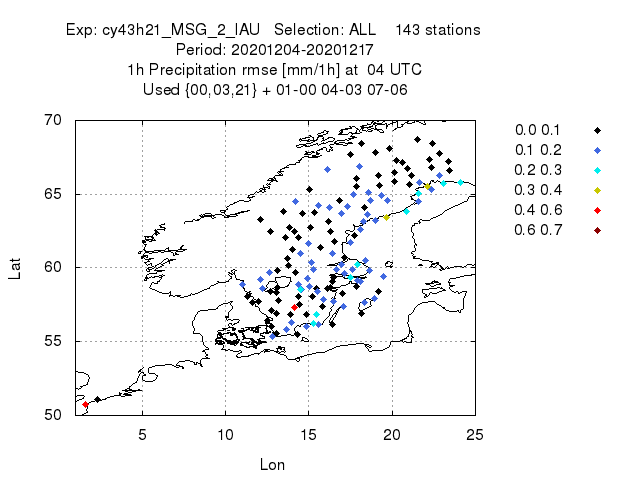 Exp: cy43h21_MSG_2_IAU   Selection: ALL    143 stations
Period: 20201204-20201217
1h Precipitation rmse [mm/1h] at  04 UTC
Used {00,03,21} + 01-00 04-03 07-06
70
65
60
55
50
Lat
5
10
15
20
25
Lon
0.0 0.1
0.1 0.2
0.2 0.3
0.3 0.4
0.4 0.6
0.6 0.7